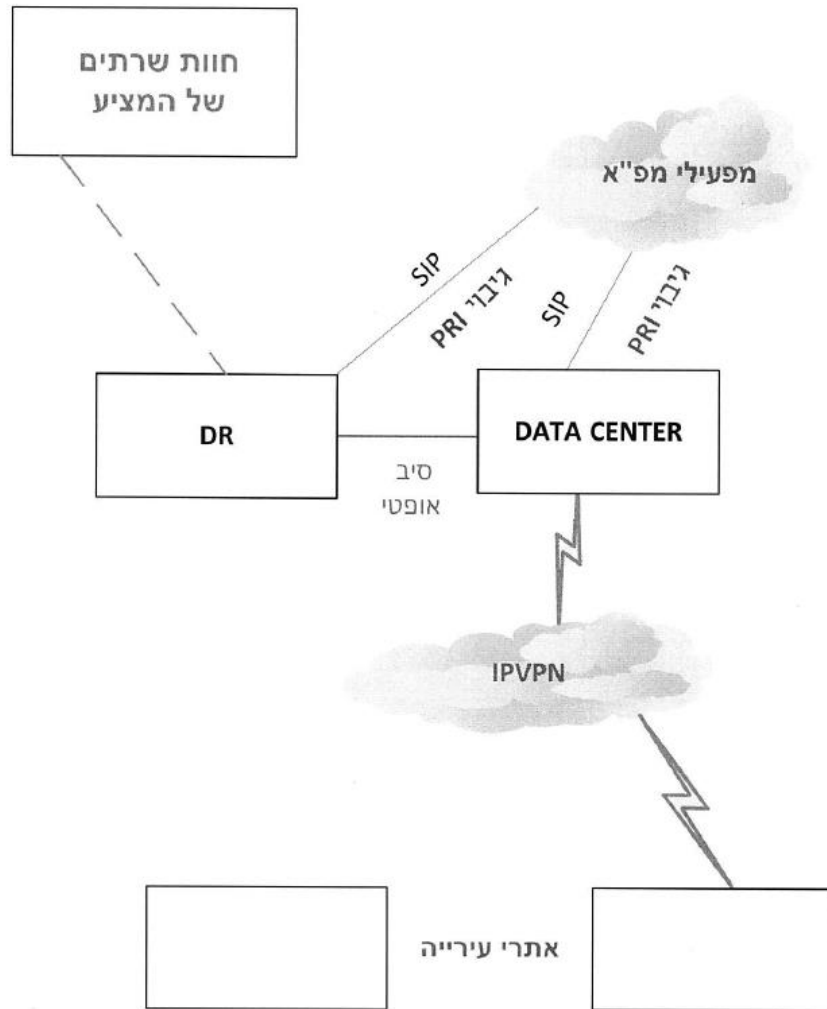 חוות שרתים
של המציע
מפעילי מפ"א
SIP
גיבוי PRI
SIP
גיבוי PRI
DR
DATA CENTER
סיב
אופטי
IPVPN
אתרי עירייה